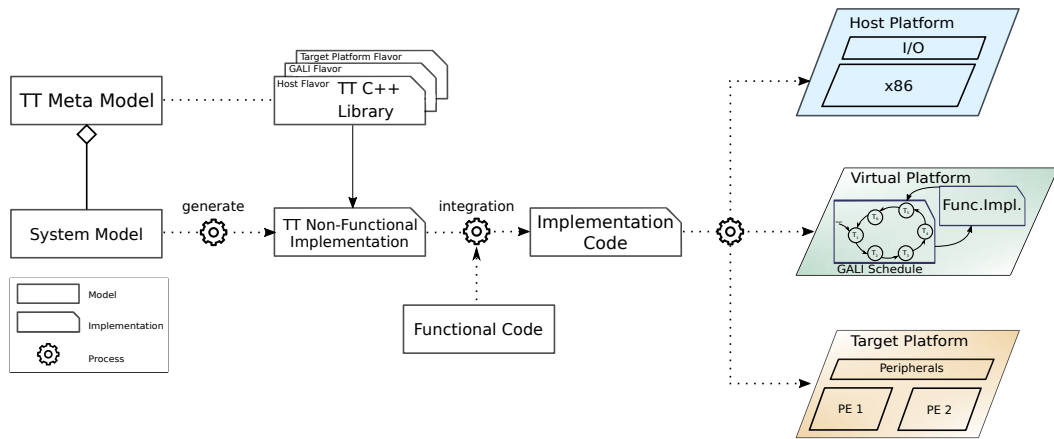 Host Platform
I/O
x86
Target Platform Flavor
GALI Flavor
Host Flavor
TT C++
Library
TT Meta Model
generate
integration
System Model
TT Non-Functional
Implementation
Implementation
Code
Virtual Platform
Func.Impl.
GALI Schedule
Model
Implementation
Process
Functional Code
Target Platform
Peripherals
PE 1
PE 2